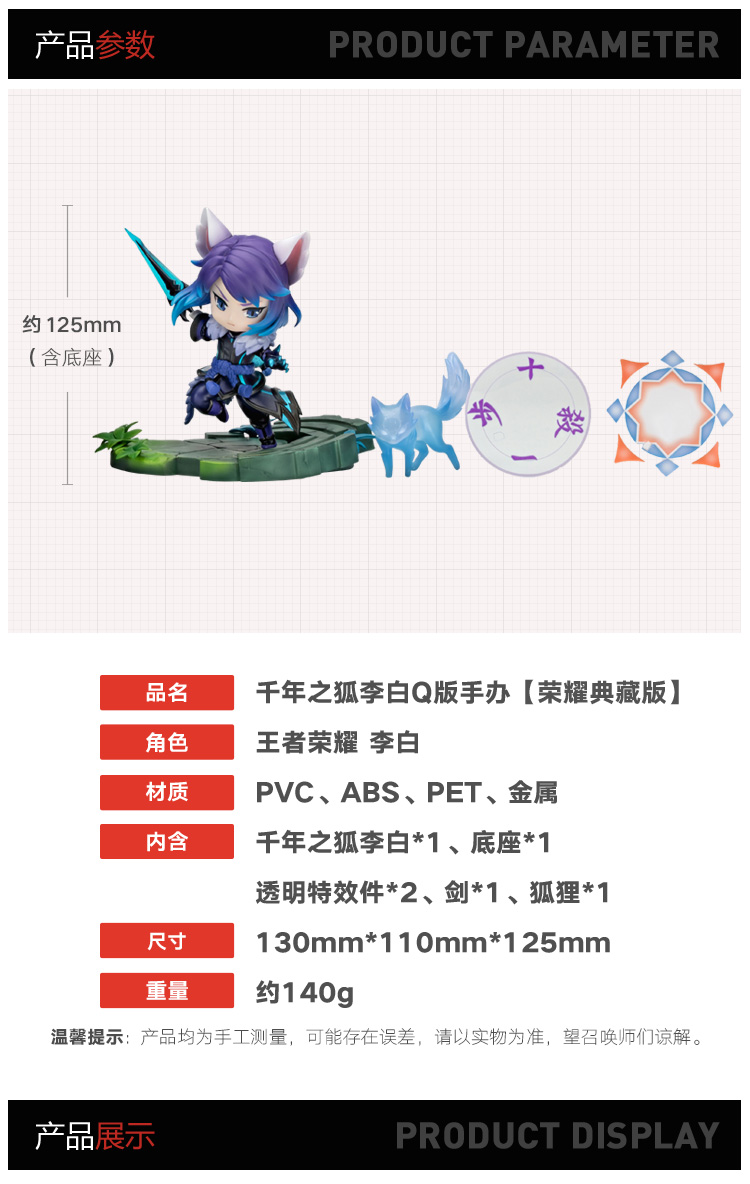 产品参数 PRODUCT PARAMETER
约125mm
（含底座）
十
步
殺
一
品名 千年之狐李白Q版手办【荣耀典藏版】
角色 王者荣耀 李白
材质 PVC、ABS、PET、金属
内含 千年之狐李白*1、底座*1
透明特效件*2、剑*1、狐狸*1
尺寸 130mm*110mm*125mm
重量 约140g
温馨提示：产品均为手工测量，可能存在误差，请以实物为准，望召唤师们谅解。
产品展示 PRODUCT DISPLAY